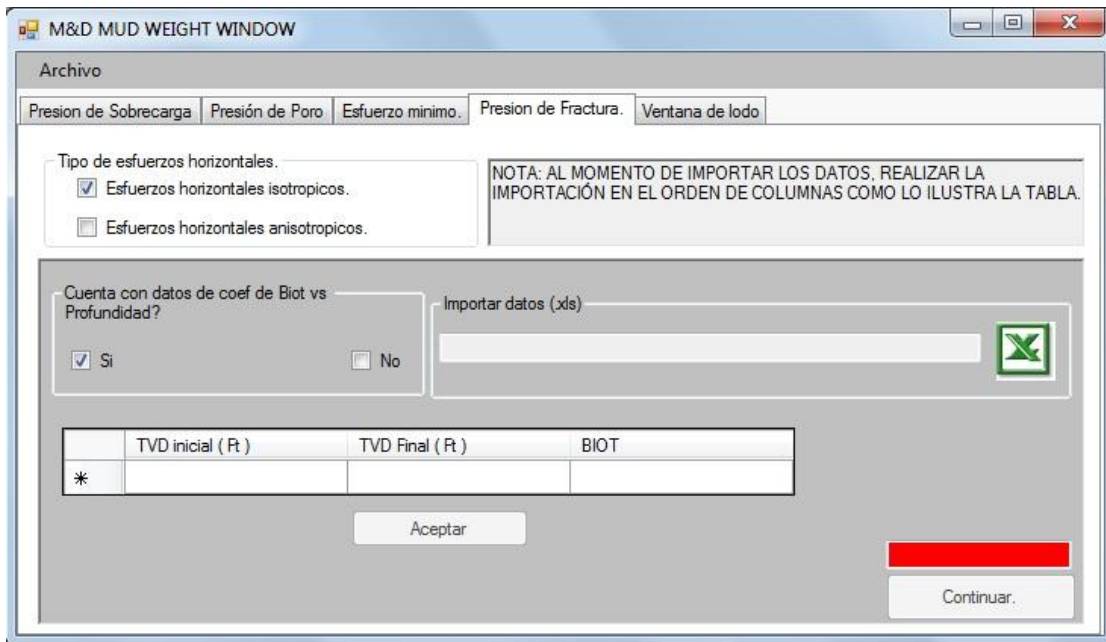 M&D MUD WEIGHT WINDOW
Archivo
Presion de Sobrecarga Presión de Poro Esfuerzo minimo. Presion de Fractura. Ventana de lodo
Tipo de esfuerzos horizontales.
Esfuerzos horizontales isotropicos.
Esfuerzos horizontales anisotropicos.
NOTA: AL MOMENTO DE IMPORTAR LOS DATOS, REALIZAR LA
IMPORTACIÓN EN EL ORDEN DE COLUMNAS COMO LO ILUSTRA LA TABLA.
Cuenta con datos de coef de Biot vs
Profundidad?
Si No
Importar datos (.xls)
TVD inicial ( Ft ) TVD Final ( Ft ) BIOT
Aceptar
Continuar.